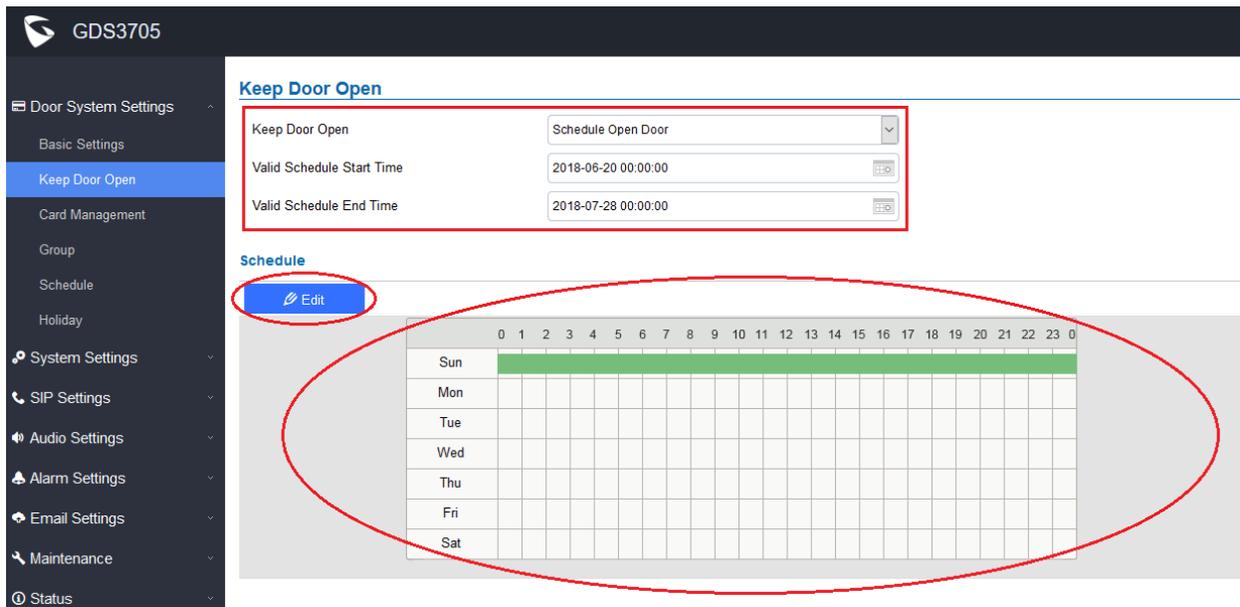 GDS3705
Door System Settings
Basic Settings
Keep Door Open
Card Management
Group
Schedule
Holiday
System Settings
SIP Settings
Audio Settings
Alarm Settings
Email Settings
Maintenance
Status
Keep Door Open
Keep Door Open Schedule Open Door
Valid Schedule Start Time 2018-06-20 00:00:00
Valid Schedule End Time 2018-07-28 00:00:00
Schedule
Edit
0 1 2 3 4 5 6 7 8 9 10 11 12 13 14 15 16 17 18 19 20 21 22 23 0
Sun
Mon
Tue
Wed
Thu
Fri
Sat